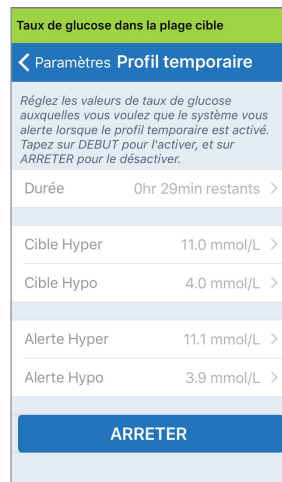 Taux de glucose dans la plage cible
Paramètres Profil temporaire
Réglez les valeurs de taux de glucose
auxquelles vous voulez que le système vous
alerte lorsque le profil temporaire est activé.
Tapez sur DEBUT pour l'activer, et sur
ARRETER pour le désactiver.
Durée 0hr 29min restants
Cible Hyper 11.0 mmol/L
Cible Hypo 4.0 mmol/L
Alerte Hyper 11.1 mmol/L
Alerte Hypo 3.9 mmol/L
ARRETER